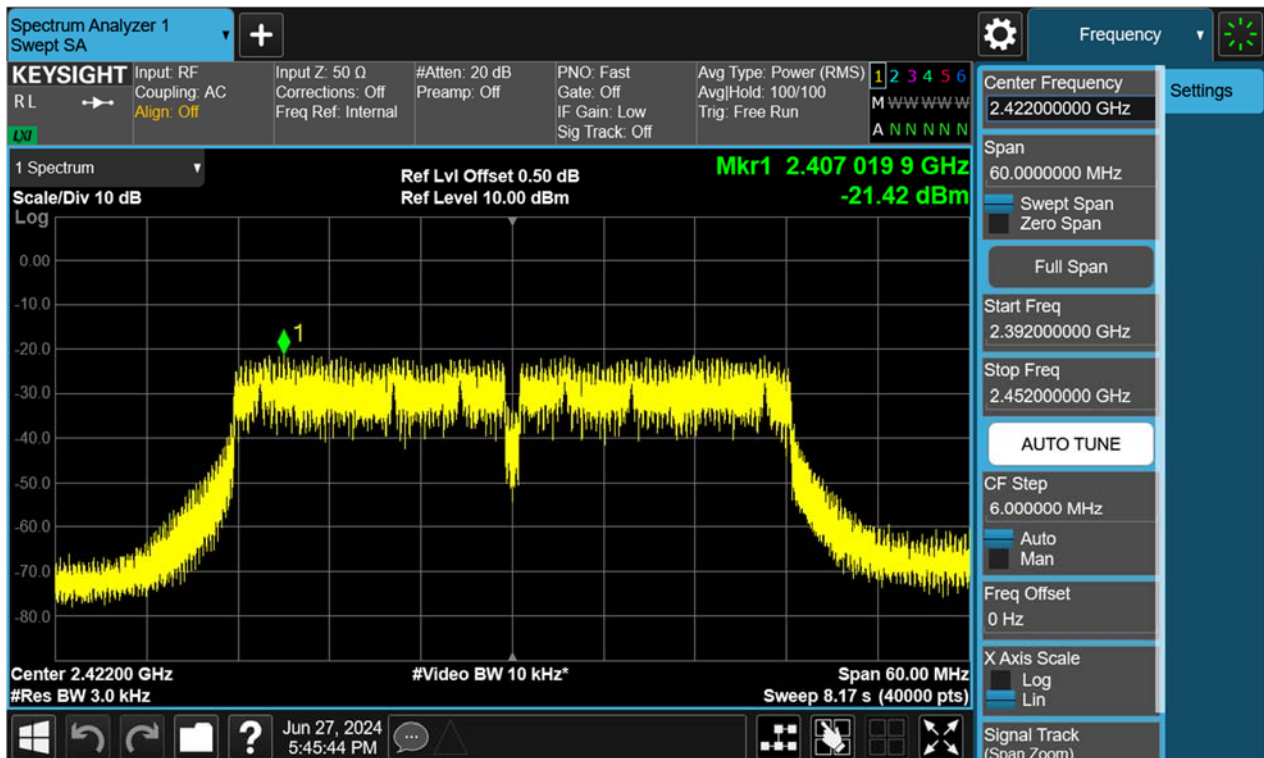 Spectrum Analyzer 1
Swept SA
+
Frequency
KEYSIGHT
R L
LXI
Input: RF
Coupling: AC
Align: Off
Input Z: 50 Ω
Corrections: Off
Freq Ref: Internal
#Atten: 20 dB
Preamp: Off
PNO: Fast
Gate: Off
IF Gain: Low
Sig Track: Off
Avg Type: Power (RMS)
Avg|Hold: 100/100
Trig: Free Run
1 2 3 4 5 6
M W W W W W W
A N N N N N
1 Spectrum
Scale/Div 10 dB
Log
Ref Lvl Offset 0.50 dB
Ref Level 10.00 dBm
Mkr1 2.407 019 9 GHz
-21.42 dBm
0.00
-10.0
1
-20.0
-30.0
-40.0
-50.0
-60.0
-70.0
-80.0
Center 2.42200 GHz
#Res BW 3.0 kHz
#Video BW 10 kHz*
Span 60.00 MHz
Sweep 8.17 s (40000 pts)
Center Frequency
2.422000000 GHz
Settings
Span
60.0000000 MHz
Swept Span
Zero Span
Full Span
Start Freq
2.392000000 GHz
Stop Freq
2.452000000 GHz
AUTO TUNE
CF Step
6.000000 MHz
Auto
Man
Freq Offset
0 Hz
X Axis Scale
Log
Lin
Signal Track
(Span Zoom)
?
Jun 27, 2024
5:45:44 PM